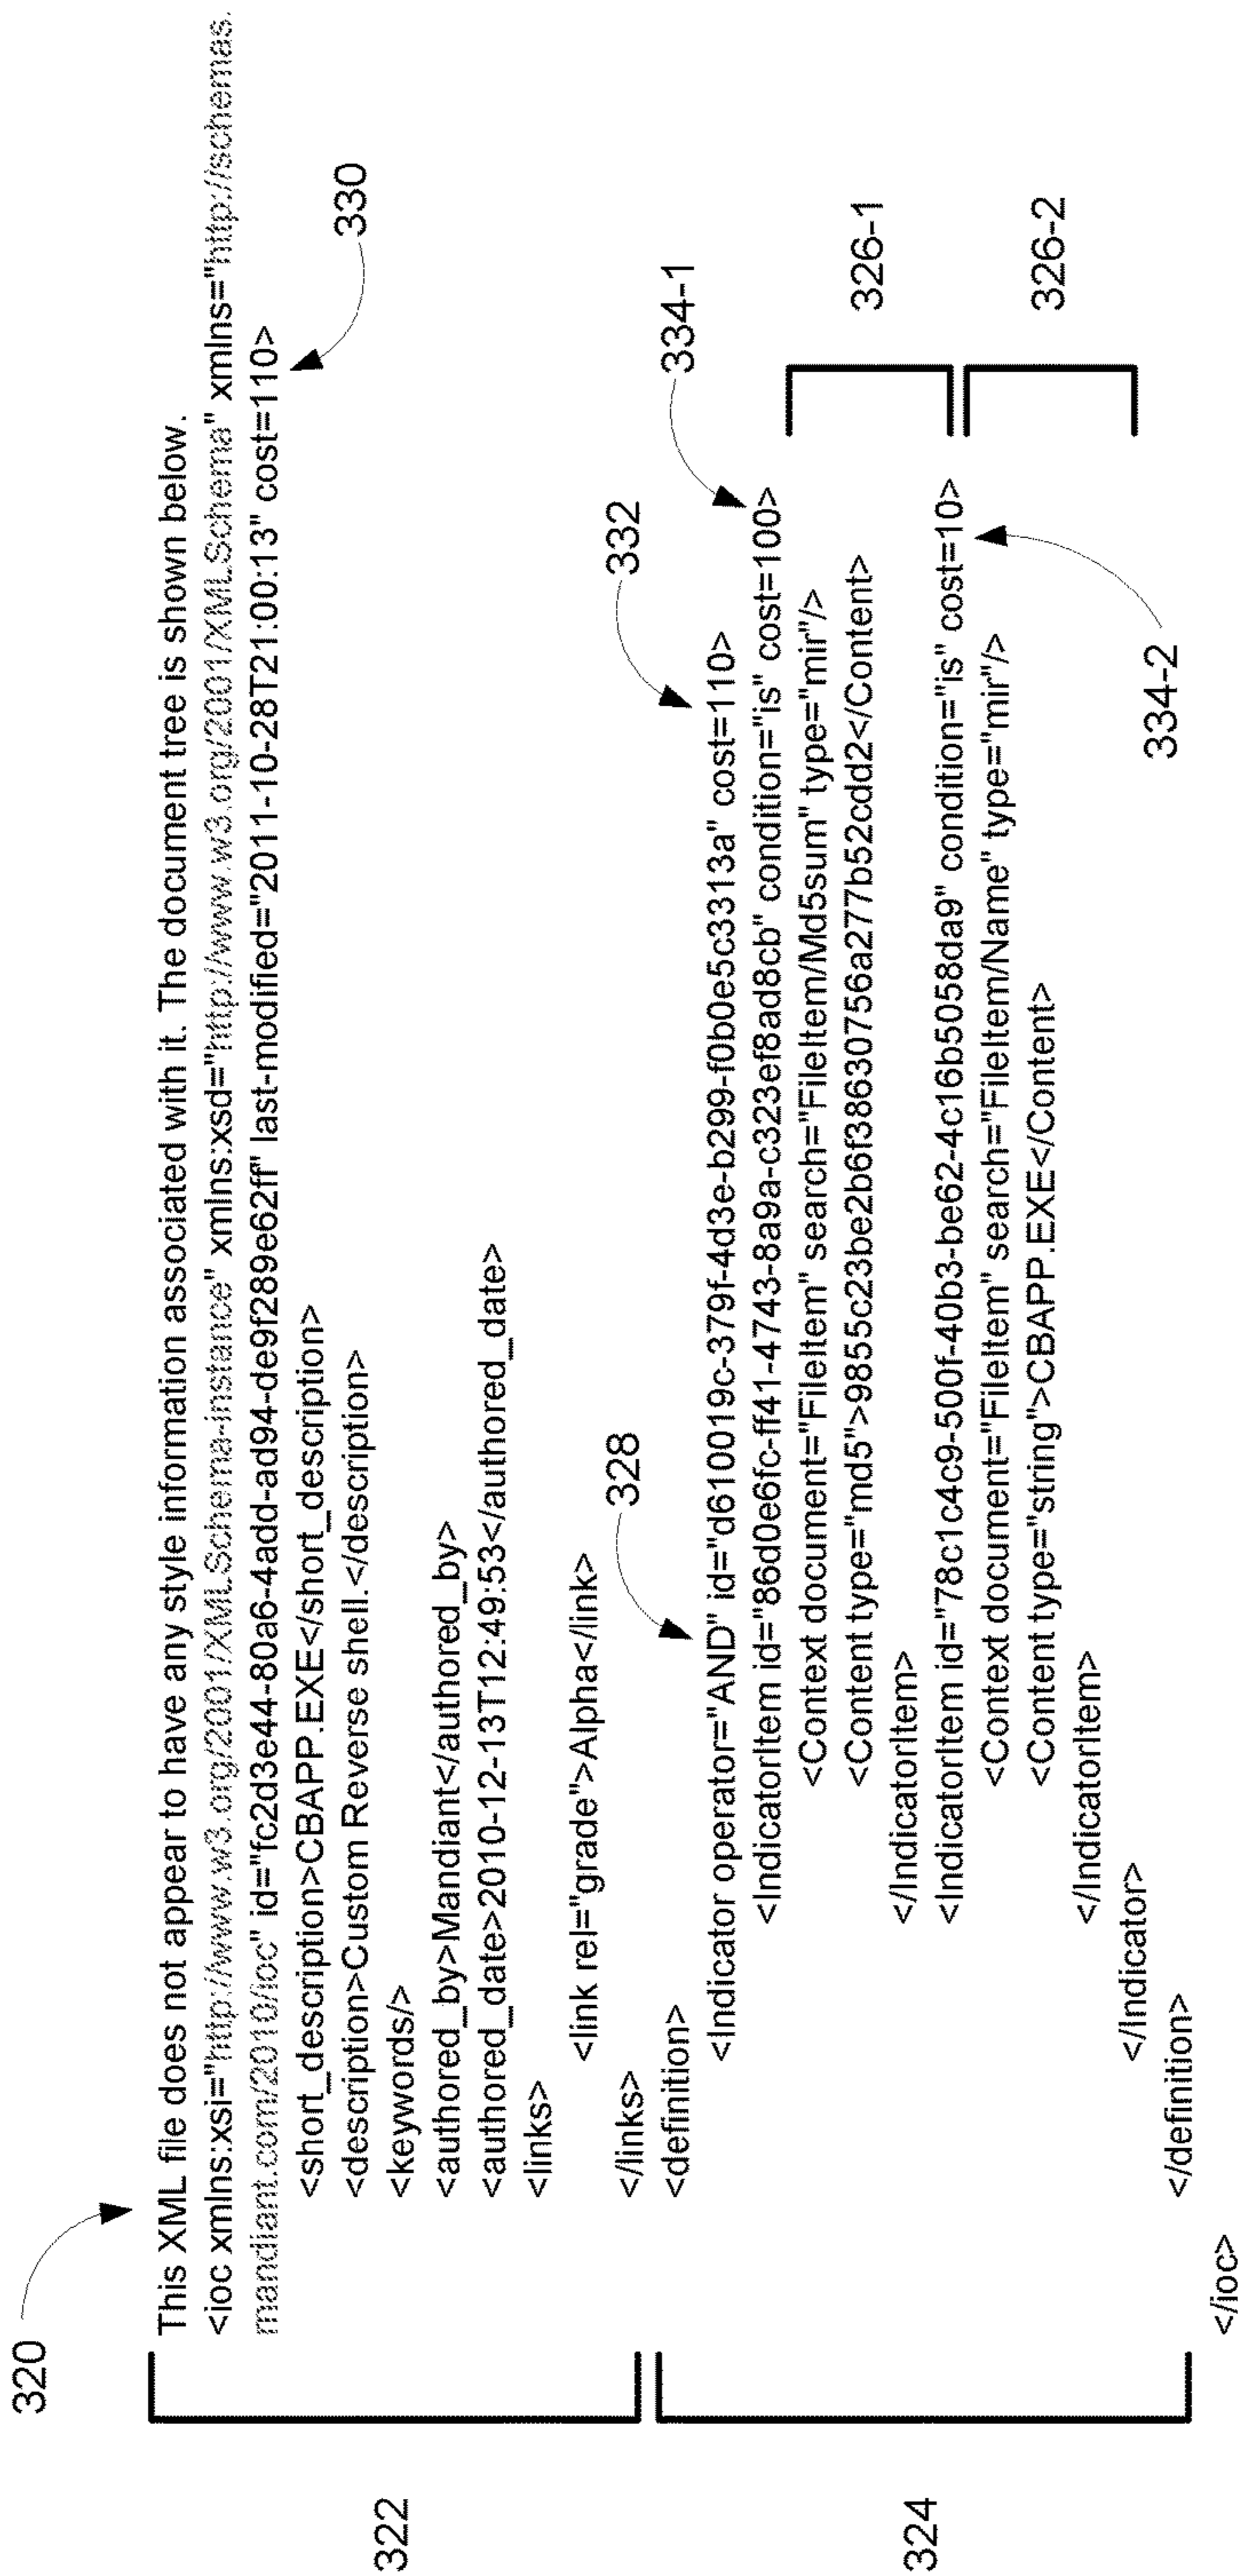 320
This XML file does not appear to have any style information associated with it. The document tree is shown below.
<ioc xmlns:xsi="http://www.w3.org/2001/XMLSchema-instance" xmlns:xsd="http://www.w3.org/2001/XMLSchema" xmlns="http://schemas.
mandiant.com/2010/ioc" id="fc2d3e44-80a6-4add-ad94-de9f289e62ff" last-modified="2011-10-28T21:00:13" cost=110>
330
<short_description>CBAPP.EXE</short_description>
<description>Custom Reverse shell.</description>
<keywords/>
<authored_by>Mandiant</authored_by>
<authored_date>2010-12-13T12:49:53</authored_date>
<links>
<link rel="grade">Alpha</link>
</links>
322
<definition>
328
332
334-1
<Indicator operator="AND" id="d610019c-379f-4d3e-b299-f0b0e5c3313a" cost=110>
<IndicatorItem id="86d0e6fc-ff41-4743-8a9a-c323ef8ad8cb" condition="is" cost=100>
<Context document="FileItem" search="FileItem/Md5sum" type="mir"/>
<Content type="md5">9855c23be2b6f38630756a277b52cdd2</Content>
</IndicatorItem>
326-1
<IndicatorItem id="78c1c4c9-500f-40b3-be62-4c16b5058da9" condition="is" cost=10>
<Context document="FileItem" search="FileItem/Name" type="mir"/>
<Content type="string">CBAPP.EXE</Content>
</IndicatorItem>
326-2
334-2
</Indicator>
</definition>
324
</ioc>